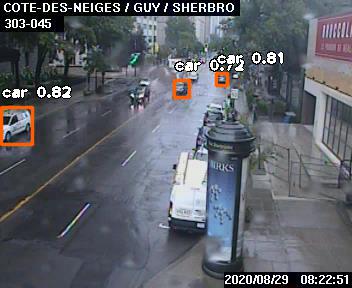 COTE-DES-NEIGES / GUY / SHERBRO
303-045
car 0.81
car 0.72
car 0.82
BIRKS
2020/08/29 08:22:51